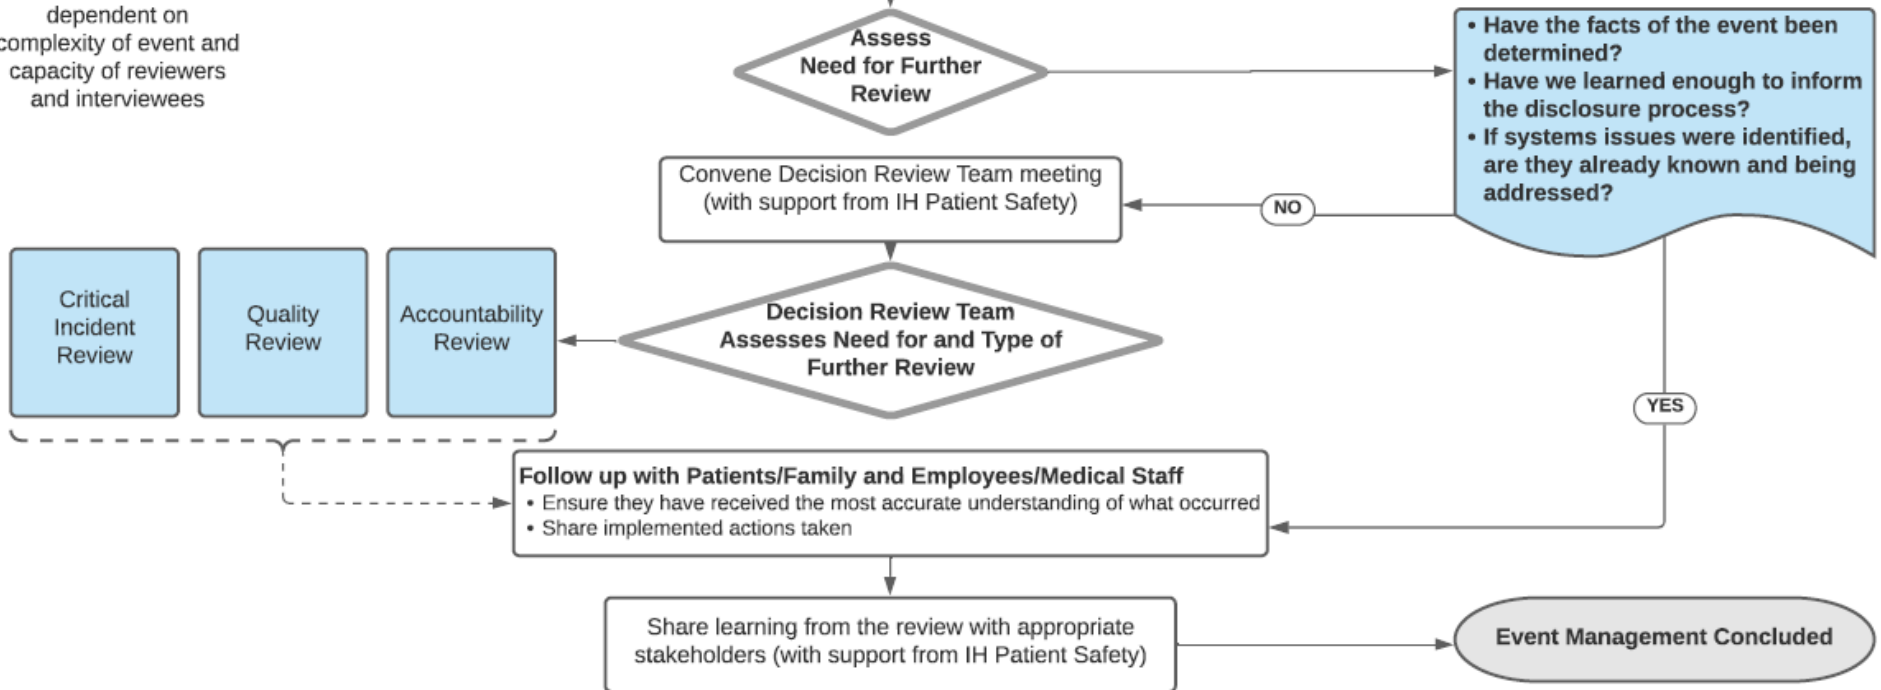 dependent on
complexity of event and
capacity of reviewers
and interviewees
Assess
Need for Further
Review
• Have the facts of the event been
determined?
• Have we learned enough to inform
the disclosure process?
• If systems issues were identified,
are they already known and being
addressed?
Convene Decision Review Team meeting
(with support from IH Patient Safety)
NO
Critical
Incident
Review
Quality
Review
Accountability
Review
Decision Review Team
Assesses Need for and Type of
Further Review
YES
Follow up with Patients/Family and Employees/Medical Staff
• Ensure they have received the most accurate understanding of what occurred
• Share implemented actions taken
Share learning from the review with appropriate
stakeholders (with support from IH Patient Safety)
Event Management Concluded